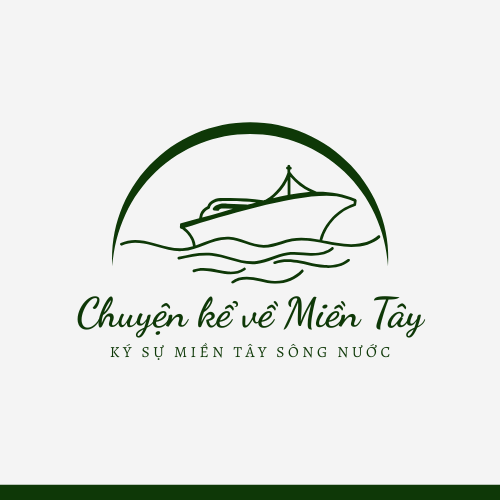 Chuyện kể về Miền Tây
KÝ SỰ MIỀN TÂY SÔNG NƯỚC